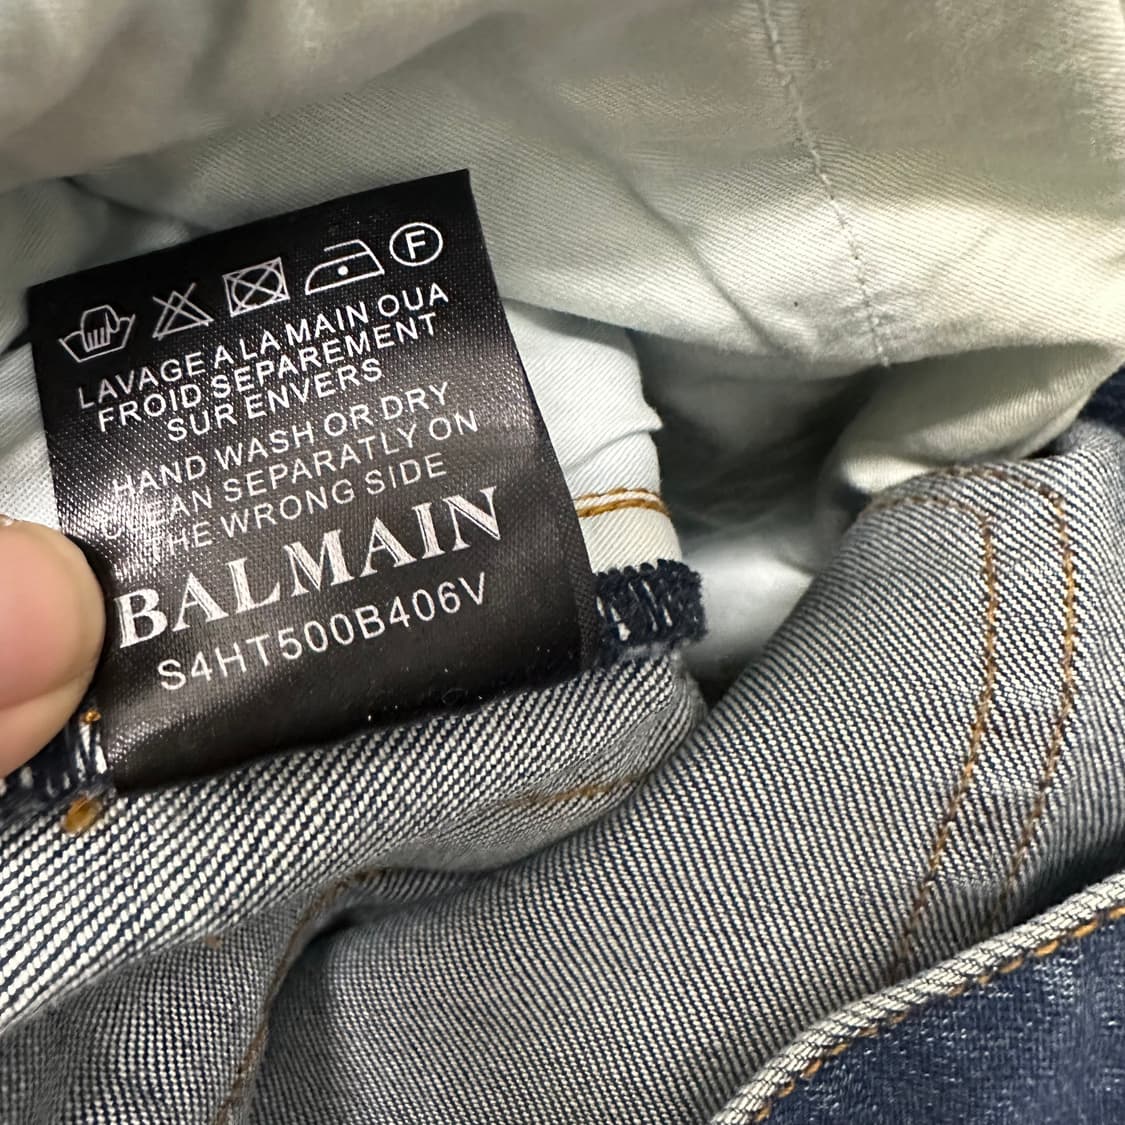 F
LAVAGE A LA MAIN OU A
FROID SEPAREMENT
SUR ENVERS
HAND WASH OR DRY
CLEAN SEPARATLY ON
THE WRONG SIDE
BALMAIN
S4HT500B406V